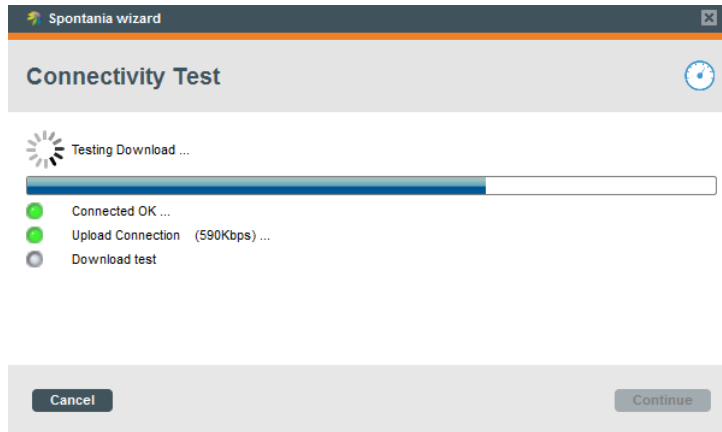 Spontania wizard
Connectivity Test
Testing Download ...
Connected OK ...
Upload Connection (590Kbps) ...
Download test
Cancel
Continue